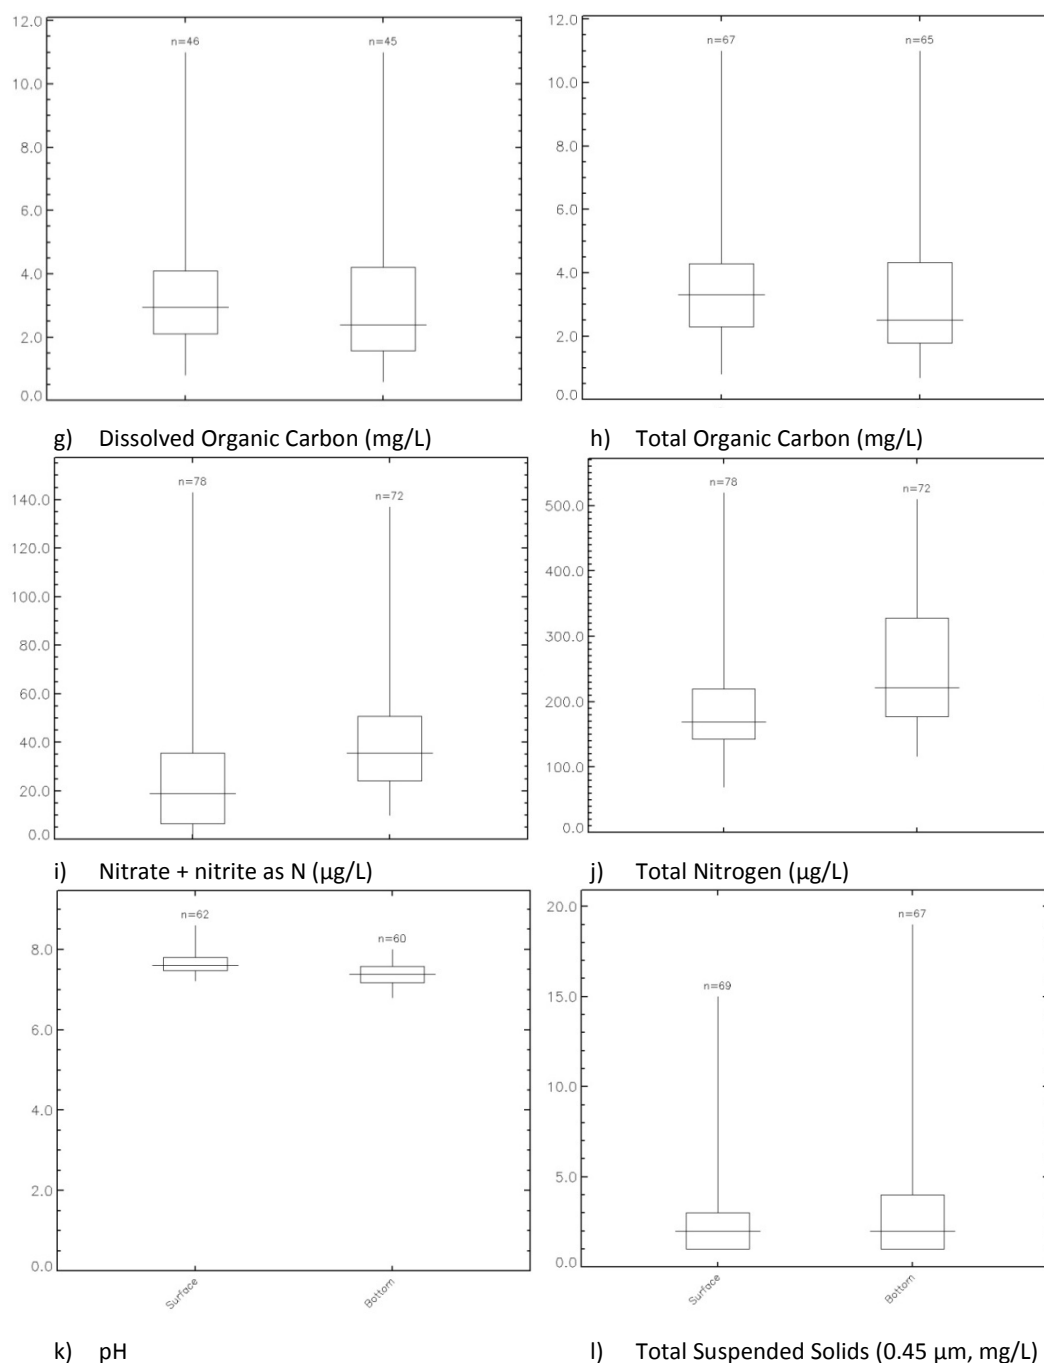 12.0
n=46
n=45
10.0
8.0
6.0
4.0
2.0
0.0
12.0
n=67
n=65
10.0
8.0
6.0
4.0
2.0
0.0
g) Dissolved Organic Carbon (mg/L)
h) Total Organic Carbon (mg/L)
n=78
n=72
140.0
120.0
100.0
80.0
60.0
40.0
20.0
0.0
n=78
n=72
500.0
400.0
300.0
200.0
100.0
0.0
i) Nitrate + nitrite as N (µg/L)
j) Total Nitrogen (µg/L)
n=62
n=60
8.0
6.0
4.0
2.0
0.0
Surface
Bottom
20.0
n=67
n=69
15.0
10.0
5.0
0.0
Surface
Bottom
k) pH
l) Total Suspended Solids (0.45 µm, mg/L)